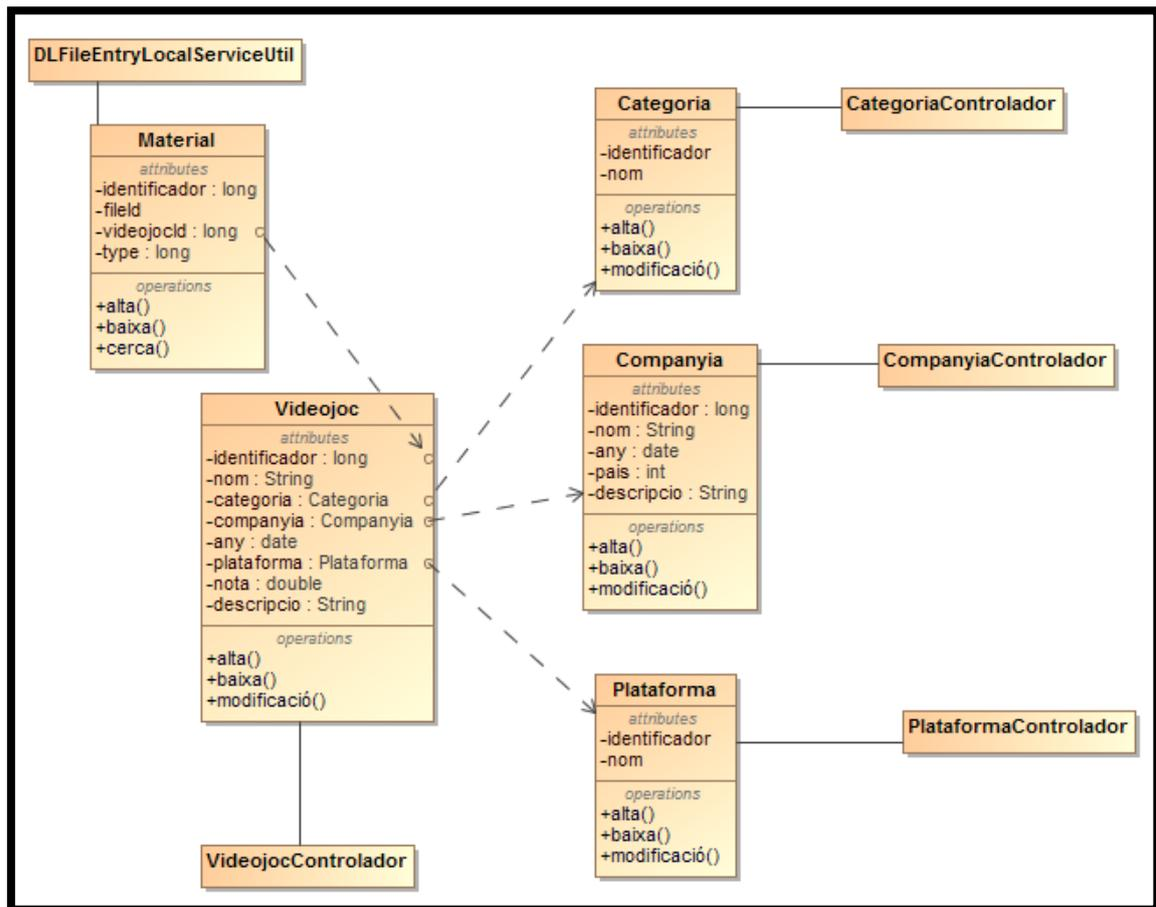 DLFileEntryLocalServiceUtil
Material
attributes
-identificador : long
-fileId
-videojocId : long
-type : long
operations
+alta()
+baixa()
+cerca()
Videojoc
attributes
-identificador : long
-nom : String
-categoria : Categoria
-companyia : Companyia
-any : date
-plataforma : Plataforma
-nota : double
-descripcio : String
operations
+alta()
+baixa()
+modificació()
VideojocControlador
Categoria
attributes
-identificador
-nom
operations
+alta()
+baixa()
+modificació()
CategoriaControlador
Companyia
attributes
-identificador : long
-nom : String
-any : date
-pais : int
-descripcio : String
operations
+alta()
+baixa()
+modificació()
CompanyiaControlador
Plataforma
attributes
-identificador
-nom
operations
+alta()
+baixa()
+modificació()
PlataformaControlador